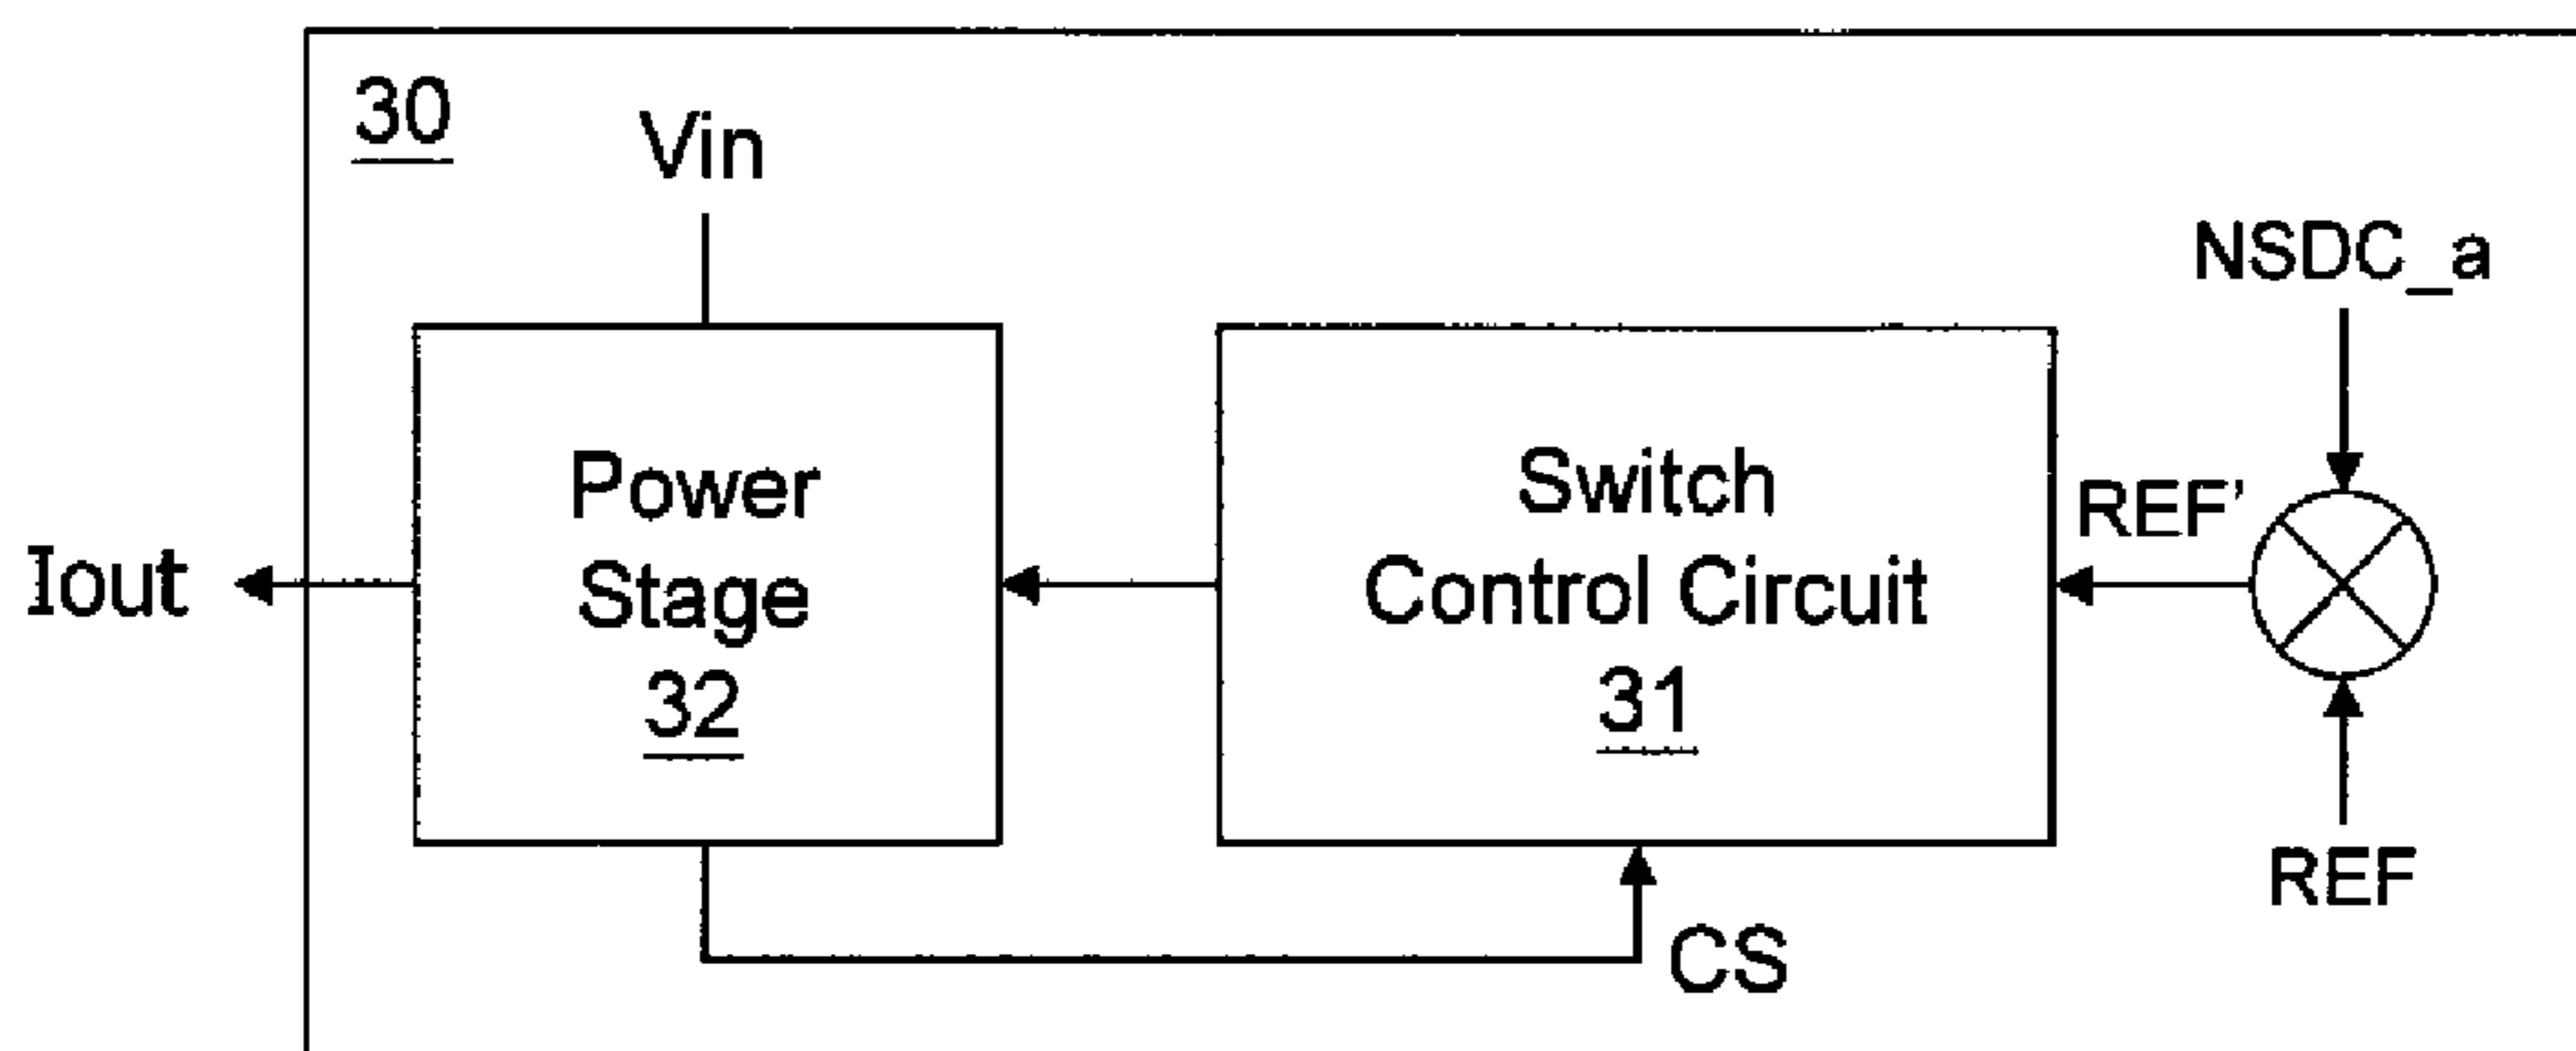 30
Vin
NSDC_a
Power
Stage
32
Switch
Control Circuit
31
REF'
Iout
REF
CS